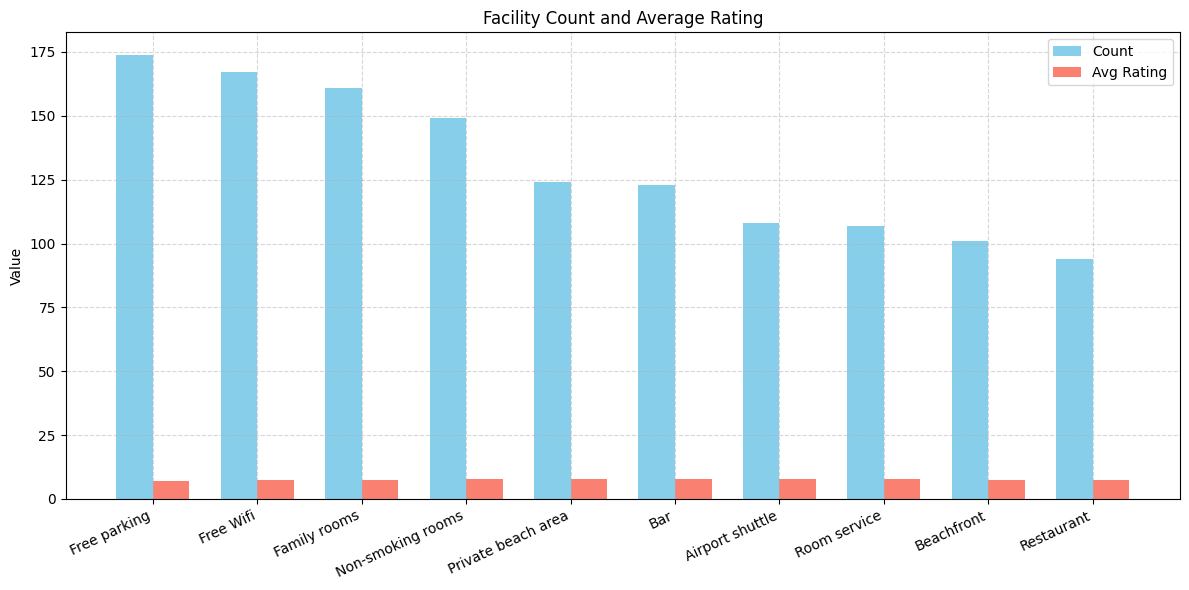 Facility Count and Average Rating
Count
Avg Rating
Value
175
150
125
100
75
50
25
0
Free parking
Free Wifi
Family rooms
Non-smoking rooms
Private beach area
Bar
Airport shuttle
Room service
Beachfront
Restaurant